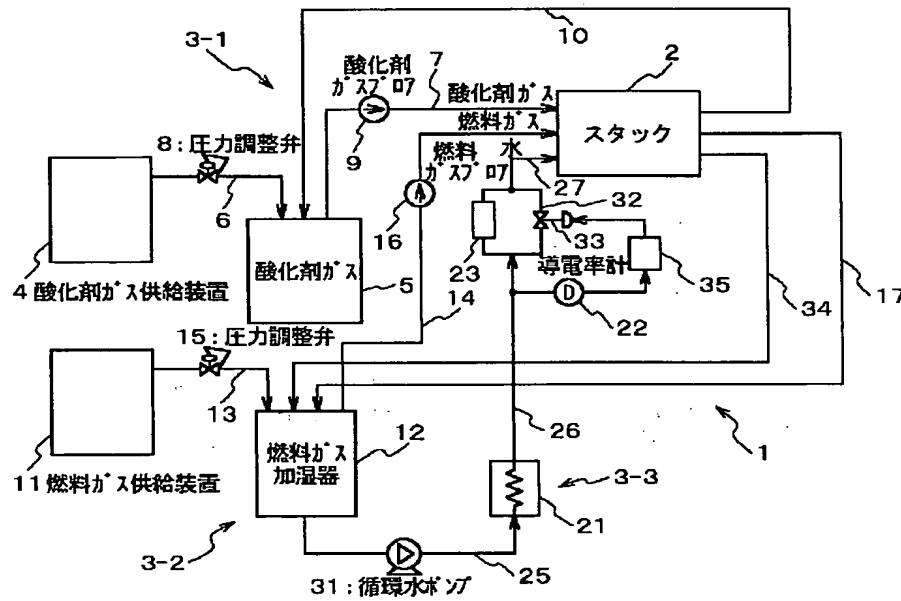 3-1
10
2
酸化剤
ガスブロア
7
酸化剤ガス
燃料ガス
スタック
9
8:圧力調整弁
6
水
燃料
ガスブロア
27
32
16
33
23
導電率計
35
酸化剤ガス
5
4 酸化剤ガス供給装置
D
22
34
17
14
15:圧力調整弁
13
26
1
燃料ガス
加湿器
12
11 燃料ガス供給装置
3-3
21
3-2
25
31:循環水ポンプ